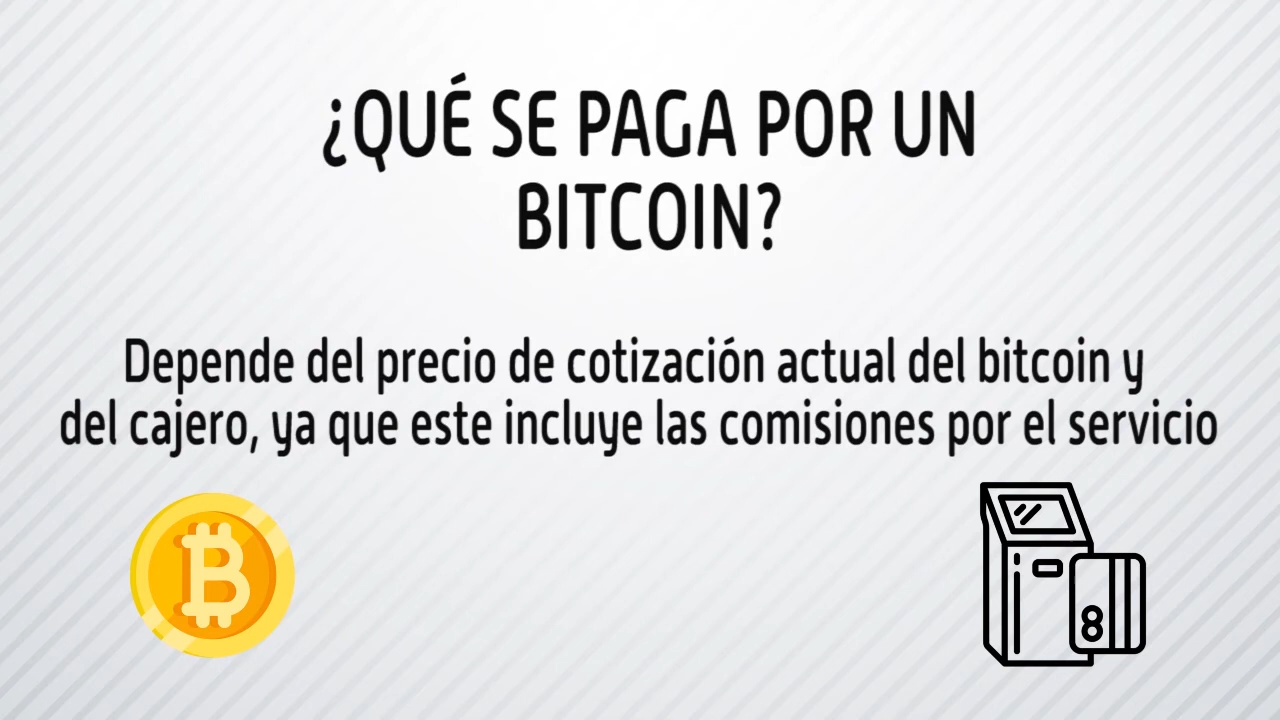 ¿QUÉ SE PAGA POR UN
BITCOIN?
Depende del precio de cotización actual del bitcoin y
del cajero, ya que este incluye las comisiones por el servicio